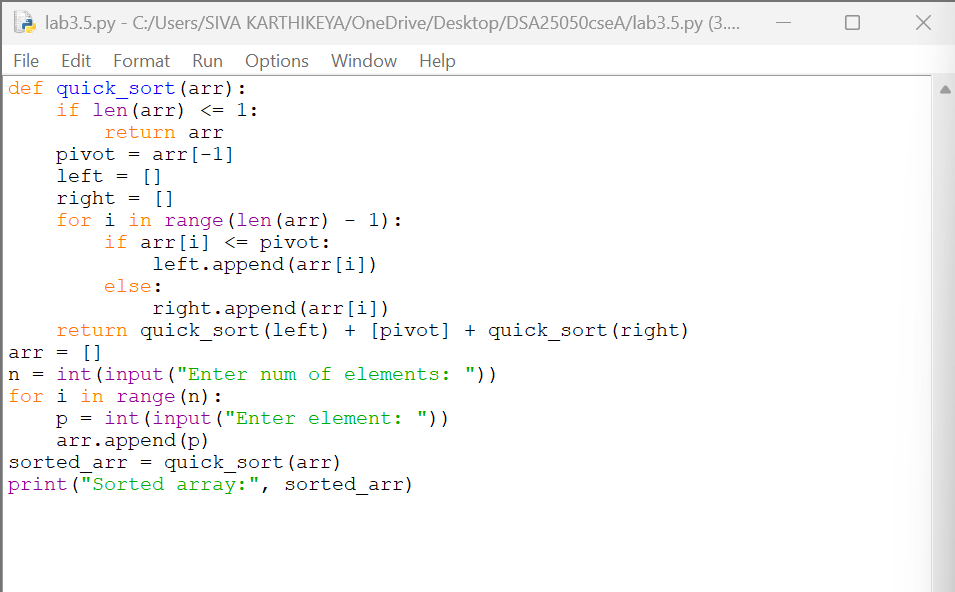 lab3.5.py - C:/Users/SIVA KARTHIKEYA/OneDrive/Desktop/DSA25050cseA/lab3.5.py (3....
File Edit Format Run Options Window Help
def quick_sort(arr):
    if len(arr) <= 1:
        return arr
    pivot = arr[-1]
    left = []
    right = []
    for i in range(len(arr) - 1):
        if arr[i] <= pivot:
            left.append(arr[i])
        else:
            right.append(arr[i])
    return quick_sort(left) + [pivot] + quick_sort(right)
arr = []
n = int(input("Enter num of elements: "))
for i in range(n):
    p = int(input("Enter element: "))
    arr.append(p)
sorted_arr = quick_sort(arr)
print("Sorted array:", sorted_arr)